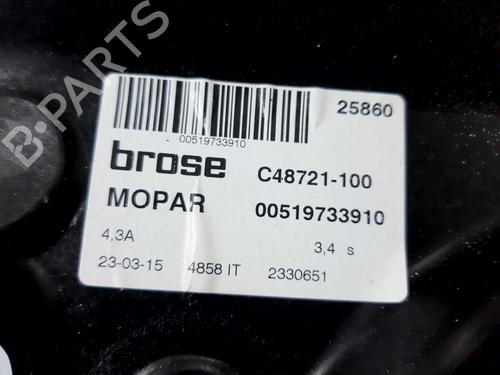 25860
00519733910
brose C48721-100
MOPAR 00519733910
4,3A 3,4 s
23-03-15 4858 IT 2330651
B-PARTS